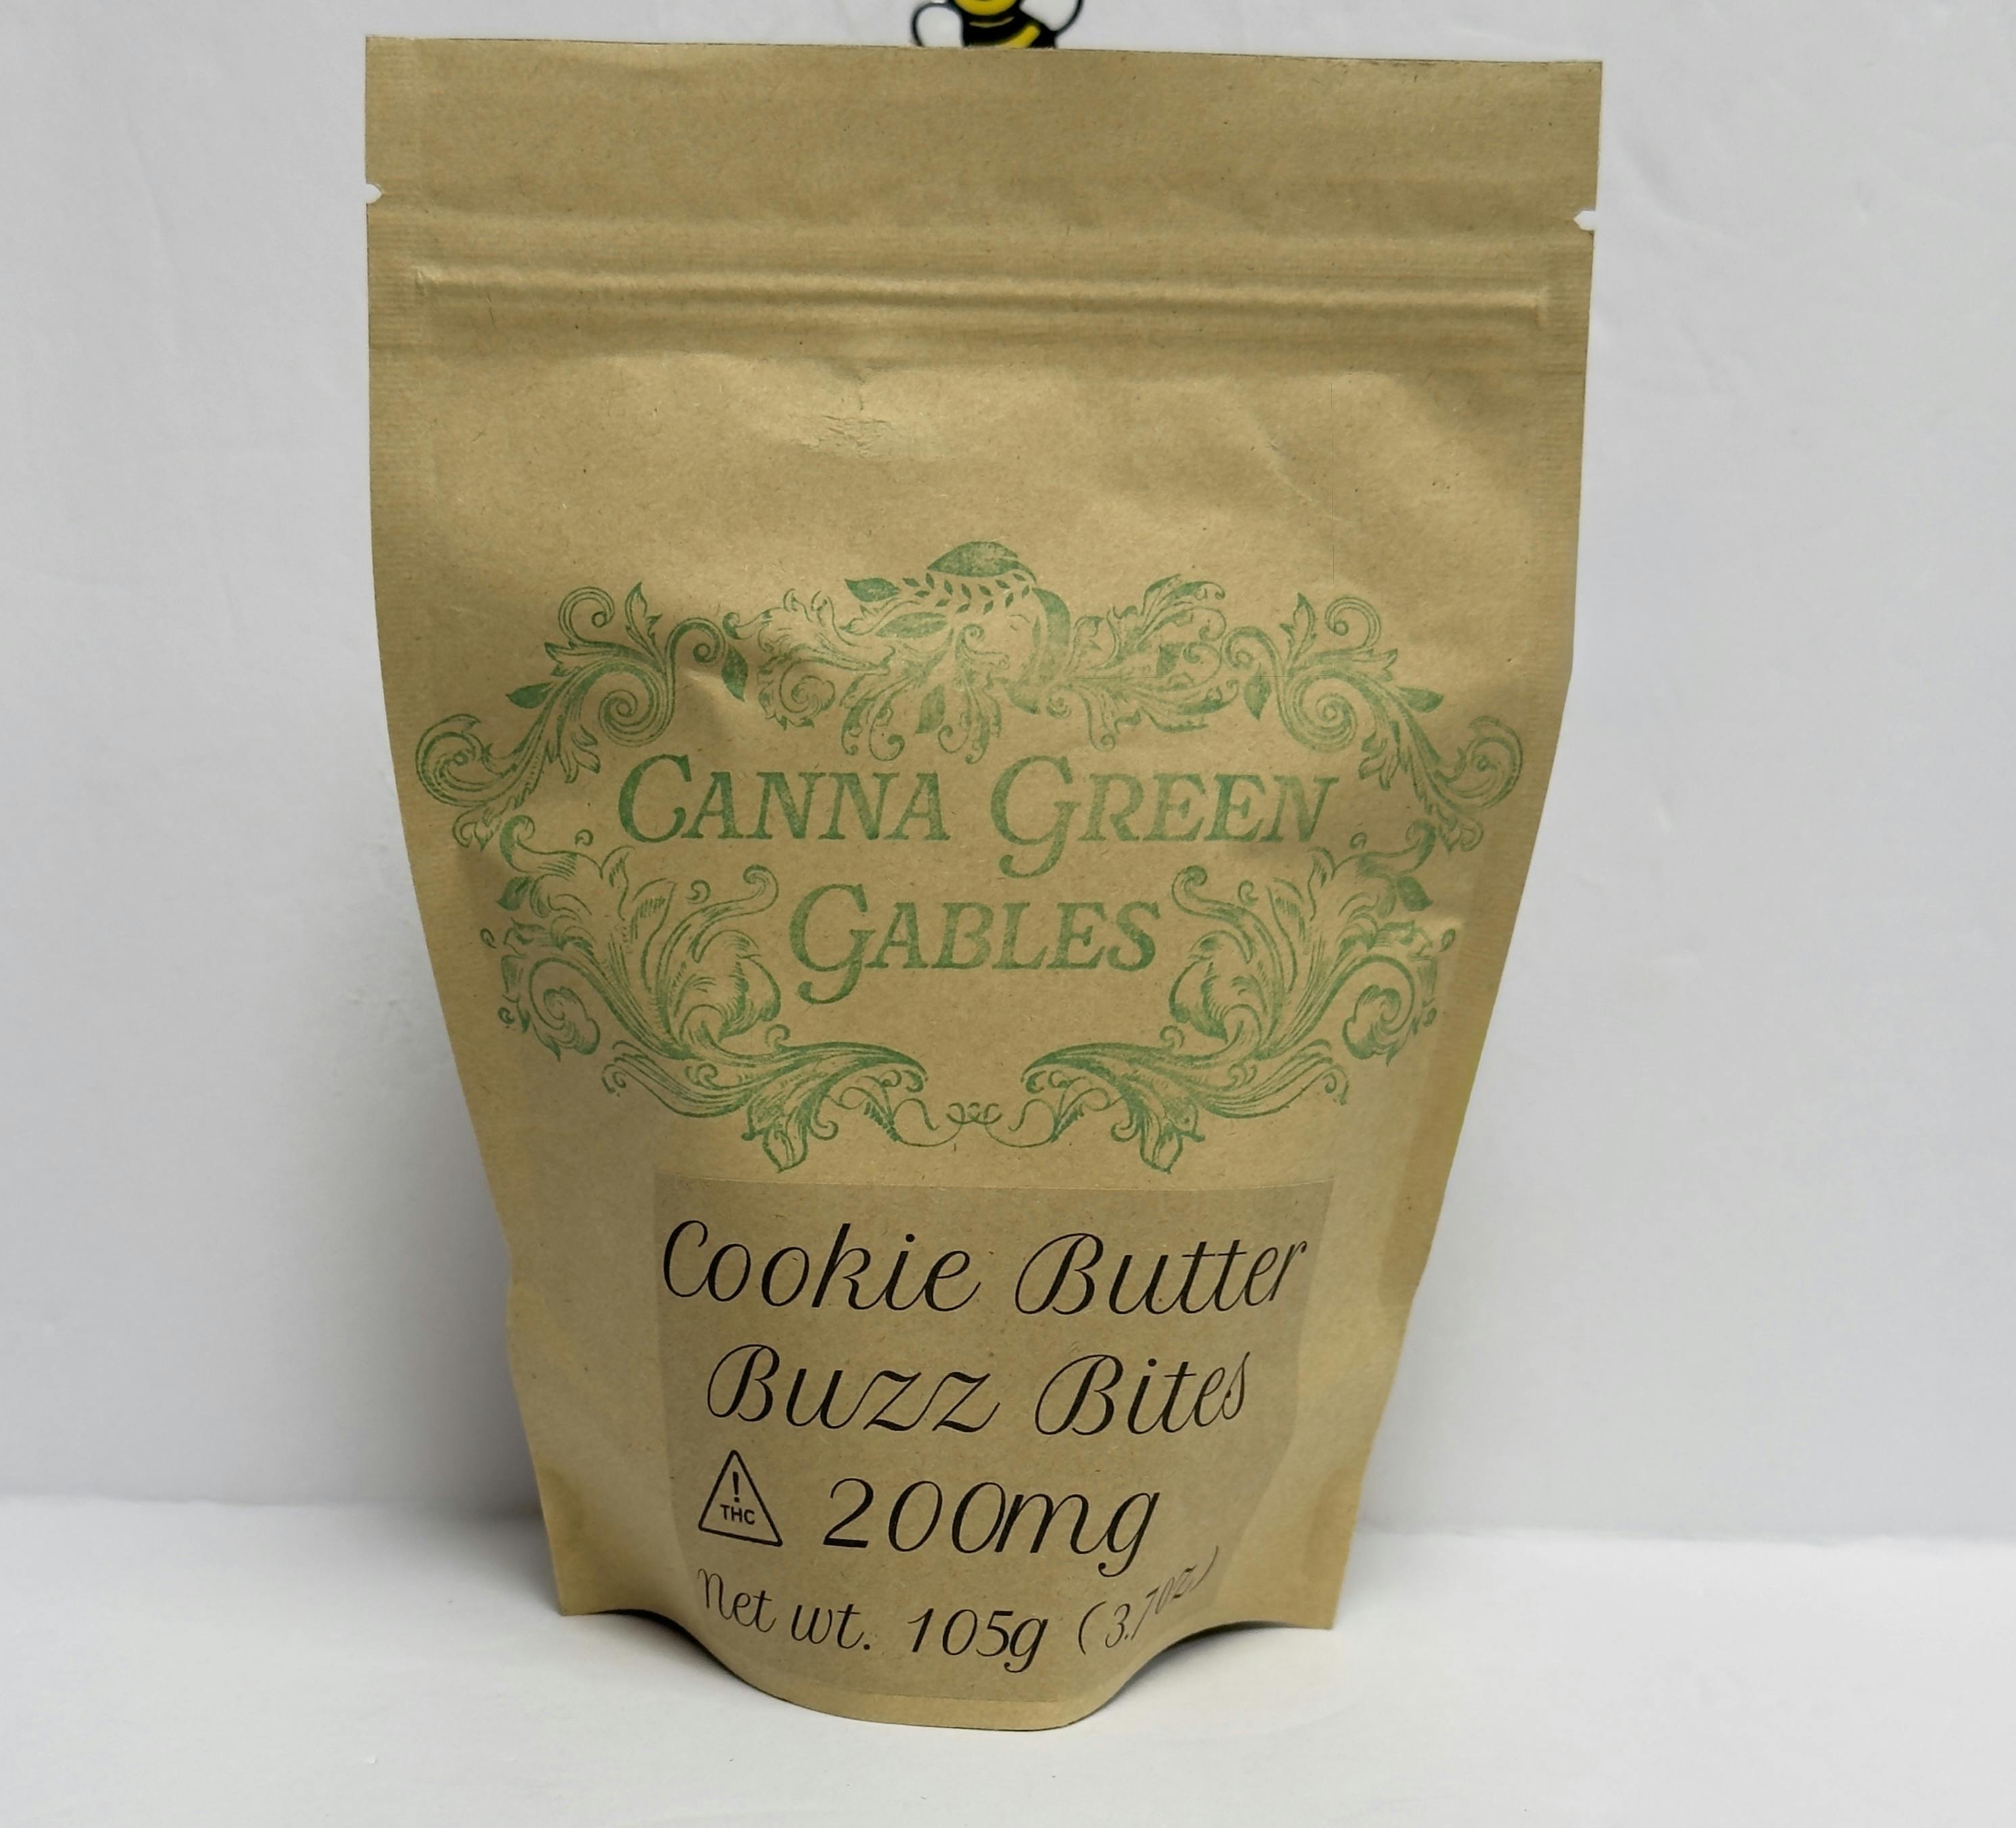 CANNA GREEN
GABLES
Cookie Butter
Buzz Bites
! THC 200mg
Net wt. 105g (3.7oz)